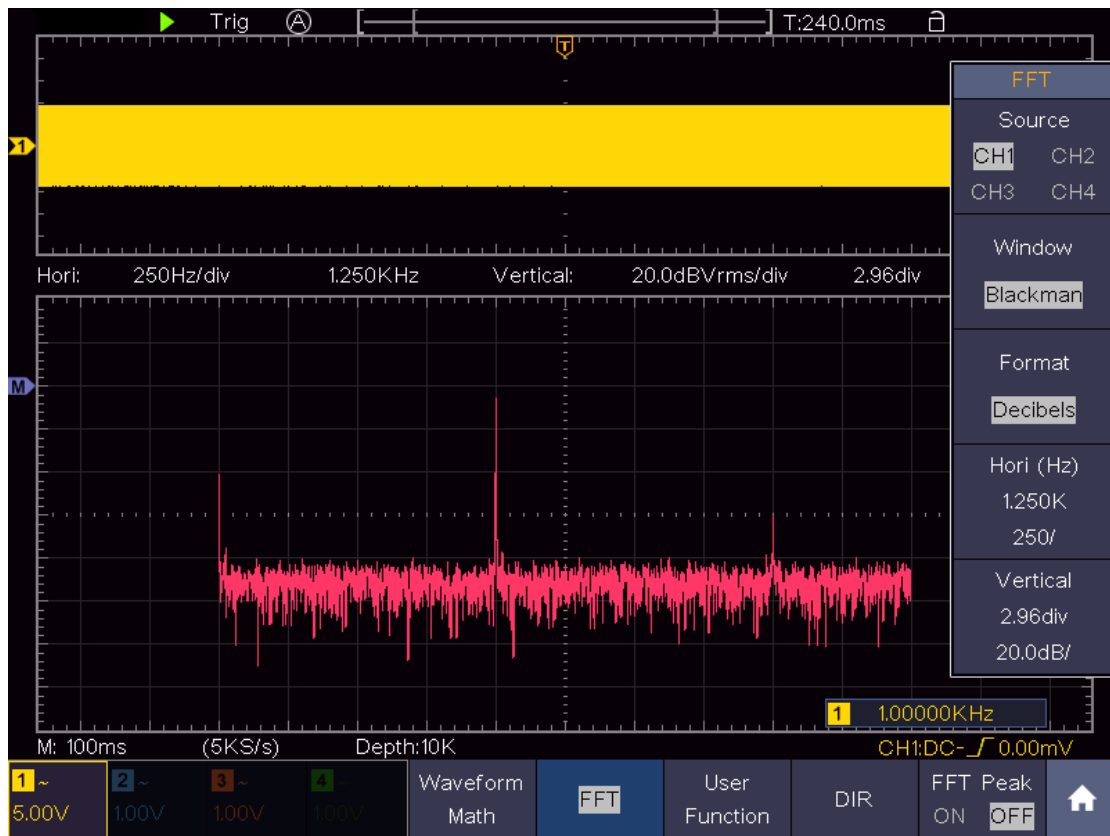 Trig A T:240.0ms
T
1
Hori: 250Hz/div 1.250KHz Vertical: 20.0dBVrms/div 2.96div
M
FFT
Source
CH1 CH2
CH3 CH4
Window
Blackman
Format
Decibels
Hori (Hz)
1.250K
250/
Vertical
2.96div
20.0dB/
1 1.00000KHz
M: 100ms (5KS/s) Depth:10K CH1:DC- 0.00mV
1 ~ 2 ~ 3 ~ 4 ~
5.00V 1.00V 1.00V 1.00V
Waveform
Math
FFT
User
Function
DIR
FFT Peak
ON OFF